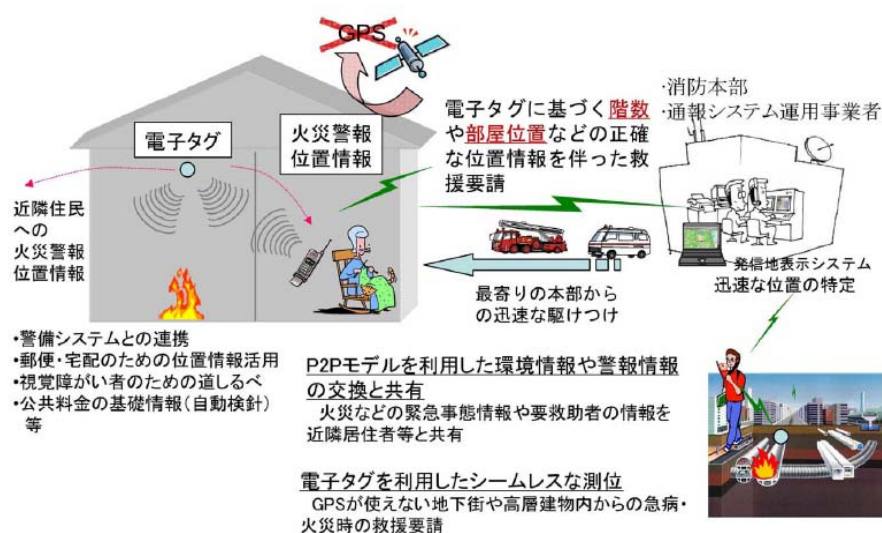 GPS
・消防本部
・通報システム運用事業者
電子タグ
火災警報
位置情報
電子タグに基づく階数
や部屋位置などの正確
な位置情報を伴った救
援要請
近隣住民
への
火災警報
位置情報
発信地表示システム
迅速な位置の特定
最寄りの本部から
の迅速な駆けつけ
・警備システムとの連携
・郵便・宅配のための位置情報活用
・視覚障がい者のための道しるべ
・公共料金の基礎情報(自動検針)
等
P2Pモデルを利用した環境情報や警報情報
の交換と共有
火災などの緊急事態情報や要救助者の情報を
近隣居住者等と共有
電子タグを利用したシームレスな測位
GPSが使えない地下街や高層建物内からの急病・
火災時の救援要請